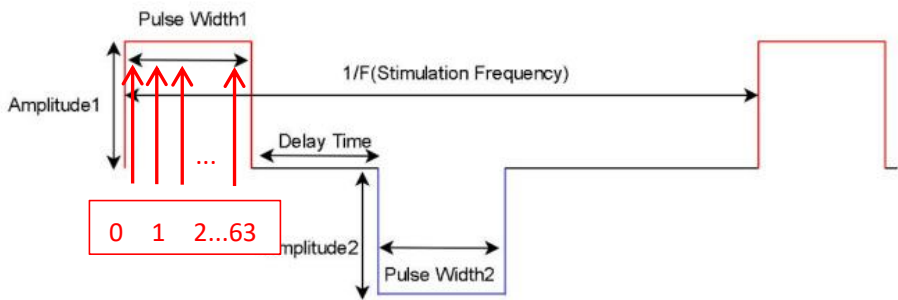 Pulse Width1
1/F(Stimulation Frequency)
Amplitude1
Delay Time
...
0 1 2...63
mplitude2
Pulse Width2